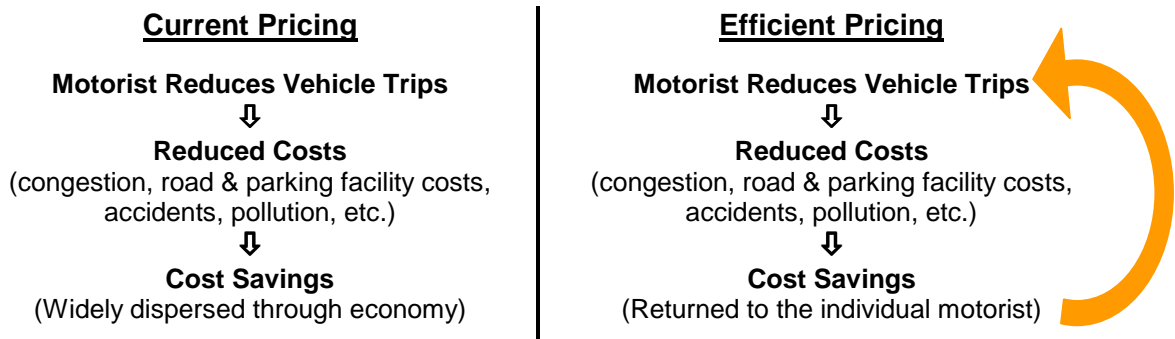 Current Pricing
Motorist Reduces Vehicle Trips
⇩
Reduced Costs
(congestion, road & parking facility costs,
accidents, pollution, etc.)
⇩
Cost Savings
(Widely dispersed through economy)
Efficient Pricing
Motorist Reduces Vehicle Trips
⇩
Reduced Costs
(congestion, road & parking facility costs,
accidents, pollution, etc.)
⇩
Cost Savings
(Returned to the individual motorist)